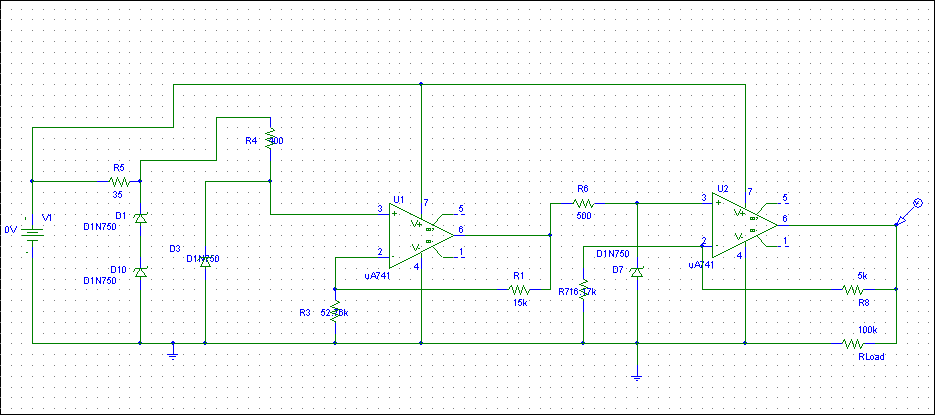 R4
400
R5
35
V1
0V
D1
D1N750
D10
D1N750
D3
D1N750
U1
3
+
7
V+
5
6
V-
2
-
4
1
uA741
R3
R1
15k
R6
500
U2
3
+
7
V+
5
6
V-
2
-
4
1
uA741
D1N750
D7
R7
5k
R8
100k
RLoad
V